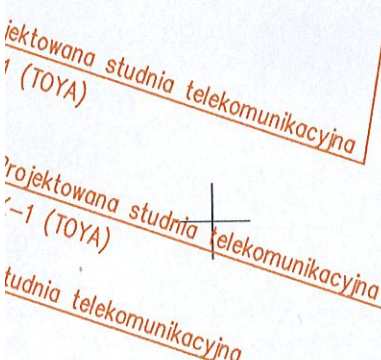 jektowana studnia telekomunikacyjna
1 (TOYA)
Projektowana studnia telekomunikacyjna
K-1 (TOYA)
studnia telekomunikacyjna